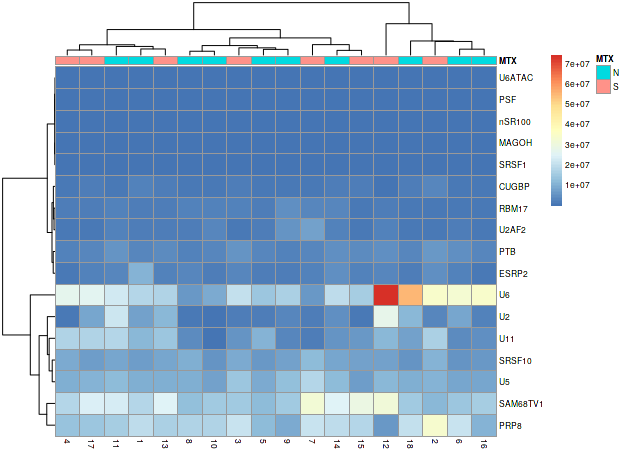 MTX
U6ATAC
PSF
nSR100
MAGOH
SRSF1
CUGBP
RBM17
U2AF2
PTB
ESRP2
U6
U2
U11
SRSF10
U5
SAM68TV1
PRP8
4 17 11 1 13 8 10 3 5 9 7 14 15 12 18 2 6 16
7e+07
6e+07
5e+07
4e+07
3e+07
2e+07
1e+07
MTX
N
S